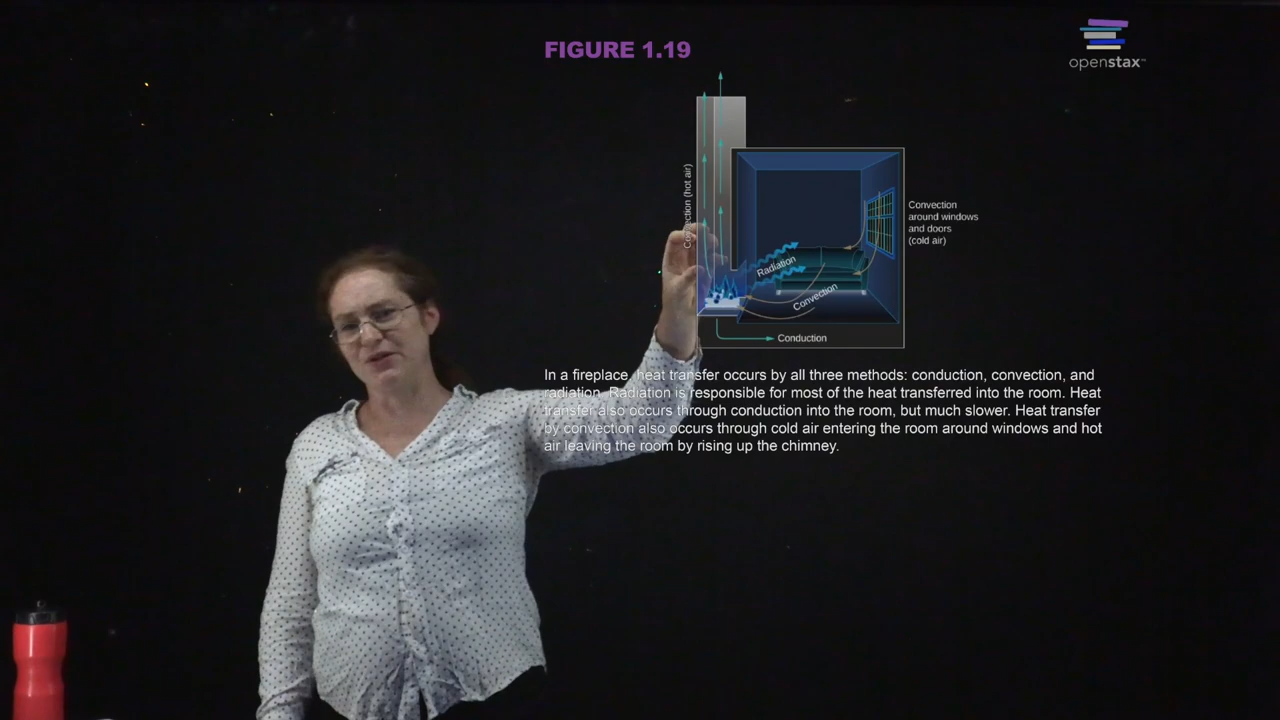 FIGURE 1.19
openstax™
Convection (hot air)
Convection
around windows
and doors
(cold air)
Radiation
Convection
Conduction
In a fireplace, heat transfer occurs by all three methods: conduction, convection, and
radiation. Radiation is responsible for most of the heat transferred into the room. Heat
transfer also occurs through conduction into the room, but much slower. Heat transfer
by convection also occurs through cold air entering the room around windows and hot
air leaving the room by rising up the chimney.